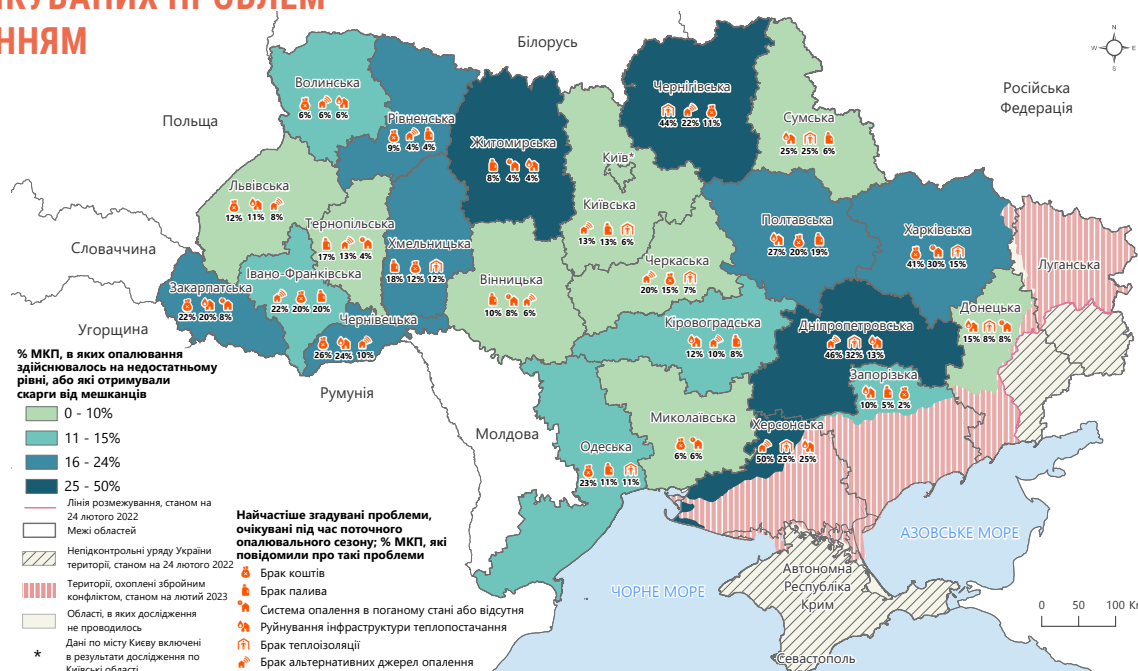 ІКУВАНИХ ПРОБЛЕМ
ННЯМ
Білорусь
Російська
Федерація
Польща
Словаччина
Угорщина
Румунія
Молдова
Волинська
6% 6% 6%
Рівненська
9% 4% 4%
Житомирська
8% 4% 4%
Чернігівська
44% 22% 11%
Сумська
25% 25% 6%
Київ*
Київська
13% 13% 6%
Львівська
12% 11% 8%
Тернопільська
17% 13% 4%
Хмельницька
18% 12% 12%
Полтавська
27% 20% 19%
Харківська
41% 30% 15%
Луганська
Черкаська
20% 15% 7%
Вінницька
10% 8% 6%
Івано-Франківська
22% 20% 20%
Закарпатська
22% 20% 8%
Чернівецька
26% 24% 10%
Кіровоградська
12% 10% 8%
Дніпропетровська
46% 32% 13%
Донецька
15% 8% 8%
Запорізька
10% 5% 2%
Миколаївська
6% 6%
Херсонська
50% 25% 25%
Одеська
23% 11% 11%
АЗОВСЬКЕ МОРЕ
ЧОРНЕ МОРЕ
Автономна
Республіка
Крим
Севастополь
N
W E
S
0 50 100 Кг
% МКП, в яких опалювання
здійснювалось на недостатньому
рівні, або які отримували
скарги від мешканців
0 - 10%
11 - 15%
16 - 24%
25 - 50%
Лінія розмежування, станом на
24 лютого 2022
Межі областей
Непідконтрольні уряду України
території, станом на 24 лютого 2022
Території, охоплені збройним
конфліктом, станом на лютий 2023
Області, в яких дослідження
не проводилось
* Дані по місту Києву включені
в результати дослідження по
Київські області
Найчастіше згадувані проблеми,
очікувані під час поточного
опалювального сезону; % МКП, які
повідомили про такі проблеми
Брак коштів
Брак палива
Система опалення в поганому стані або відсутня
Руйнування інфраструктури теплопостачання
Брак теплоізоляції
Брак альтернативних джерел опалення